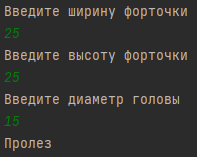 Введите ширину форточки
25
Введите высоту форточки
25
Введите диаметр головы
15
Пролез